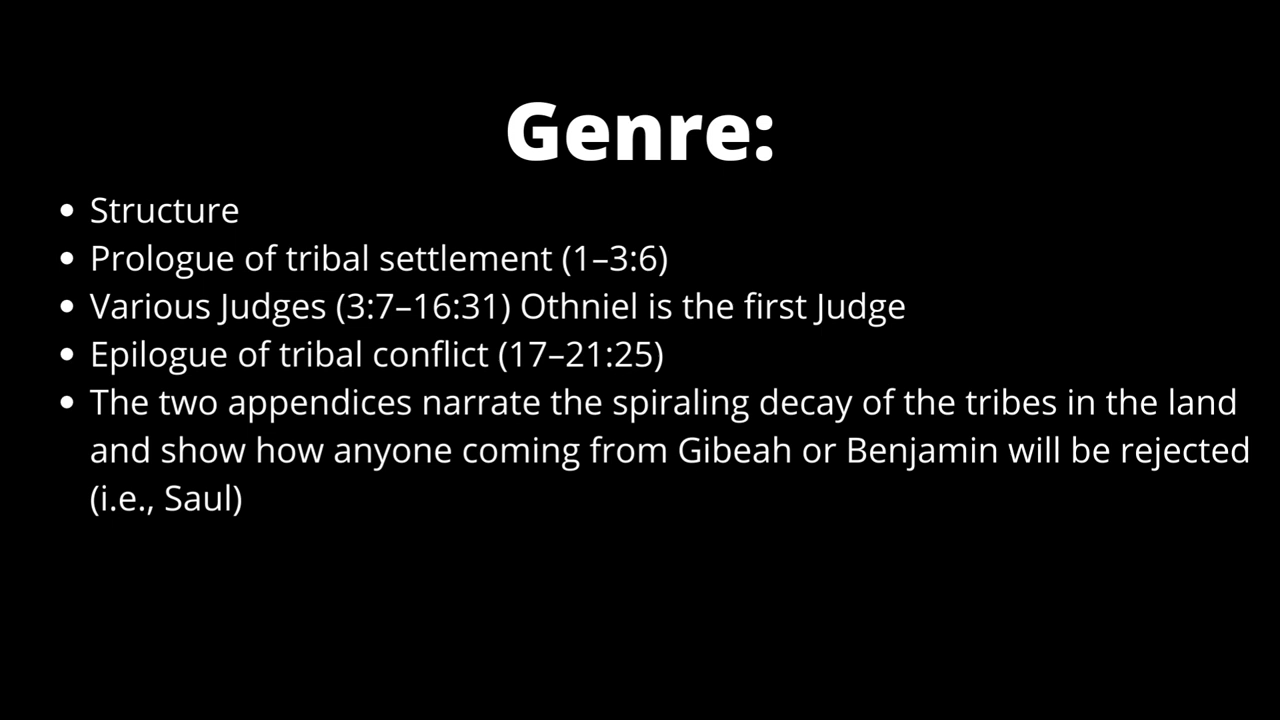 Genre:
• Structure
• Prologue of tribal settlement (1–3:6)
• Various Judges (3:7–16:31) Othniel is the first Judge
• Epilogue of tribal conflict (17–21:25)
• The two appendices narrate the spiraling decay of the tribes in the land
and show how anyone coming from Gibeah or Benjamin will be rejected
(i.e., Saul)